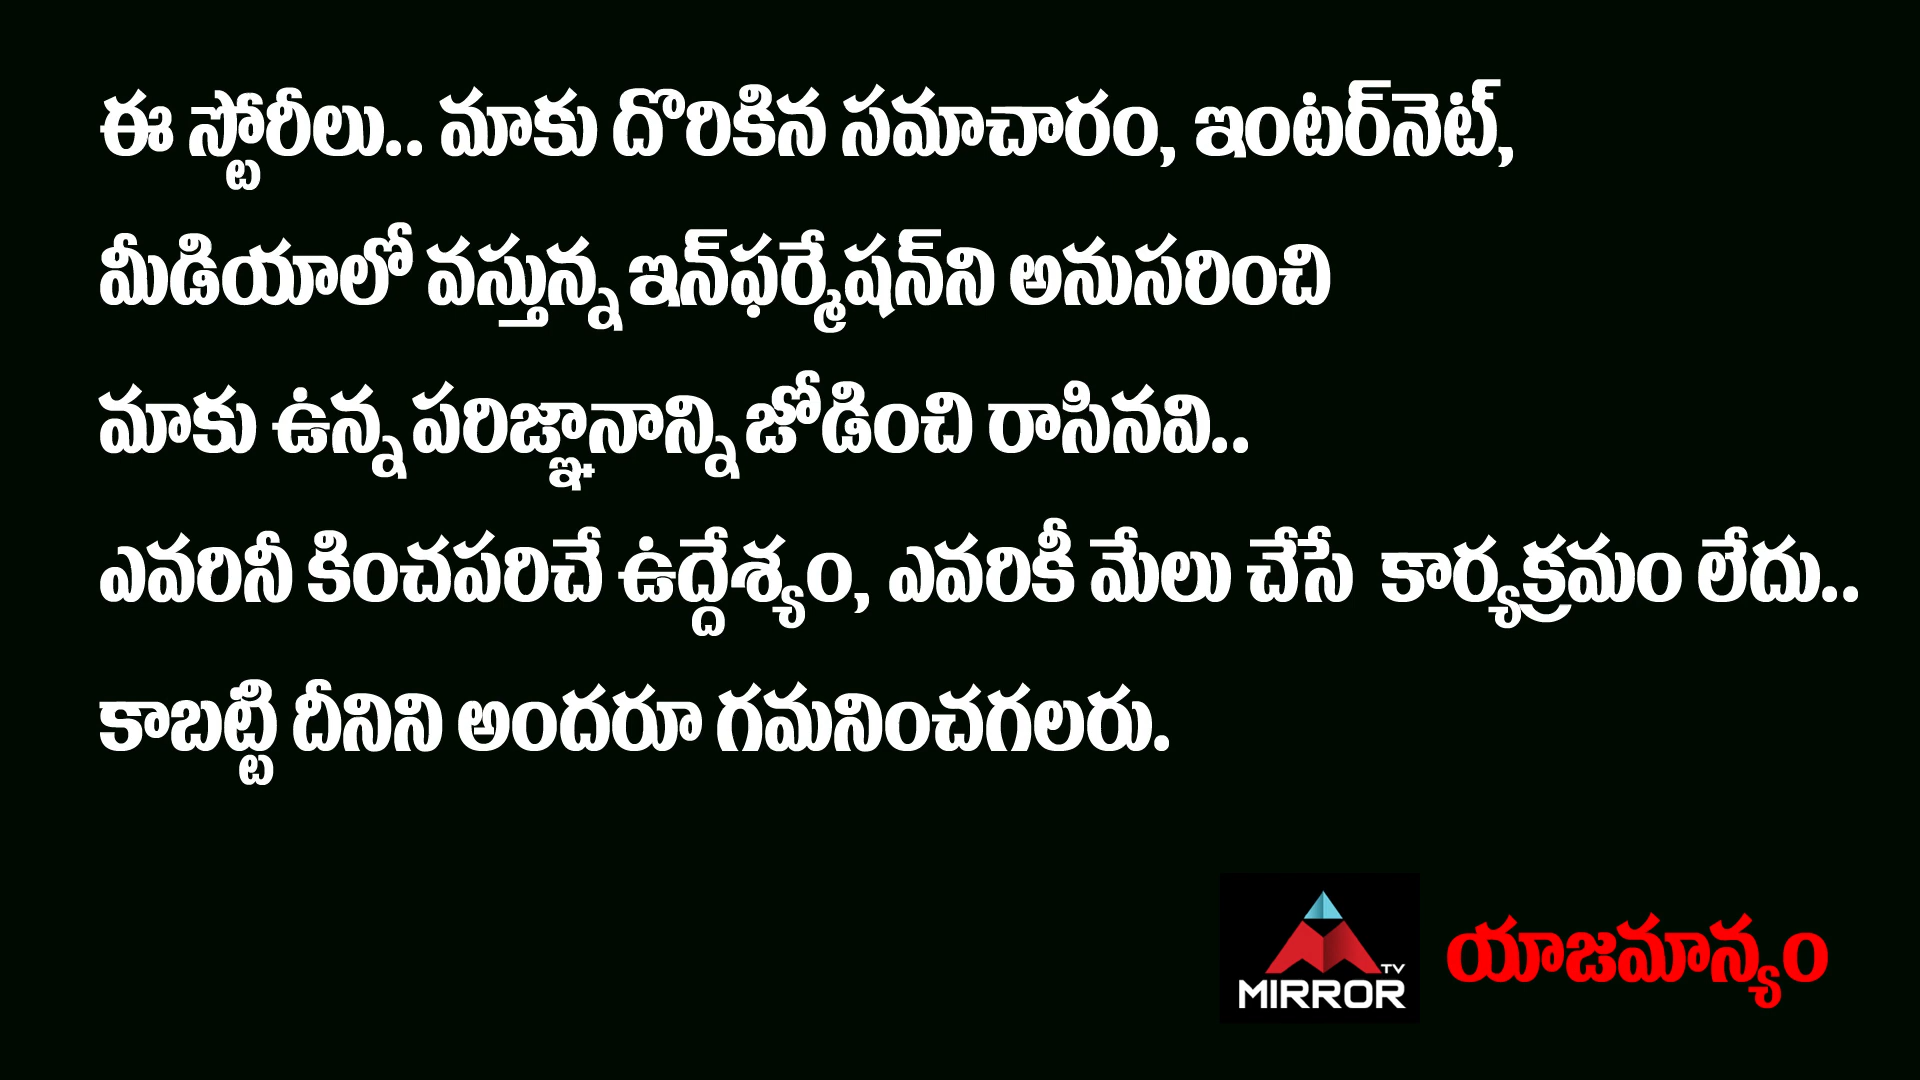 ఈ స్టోరీలు.. మాకు దొరికిన సమాచారం, ఇంటర్‌నెట్,
మీడియాలో వస్తున్న ఇన్‌ఫర్మేషన్‌ని అనుసరించి
మాకు ఉన్న పరిజ్ఞానాన్ని జోడించి రాసినవి..
ఎవరినీ కించపరిచే ఉద్దేశ్యం, ఎవరికీ మేలు చేసే కార్యక్రమం లేదు..
కాబట్టి దీనిని అందరూ గమనించగలరు.
TV
MIRROR
యాజమాన్యం